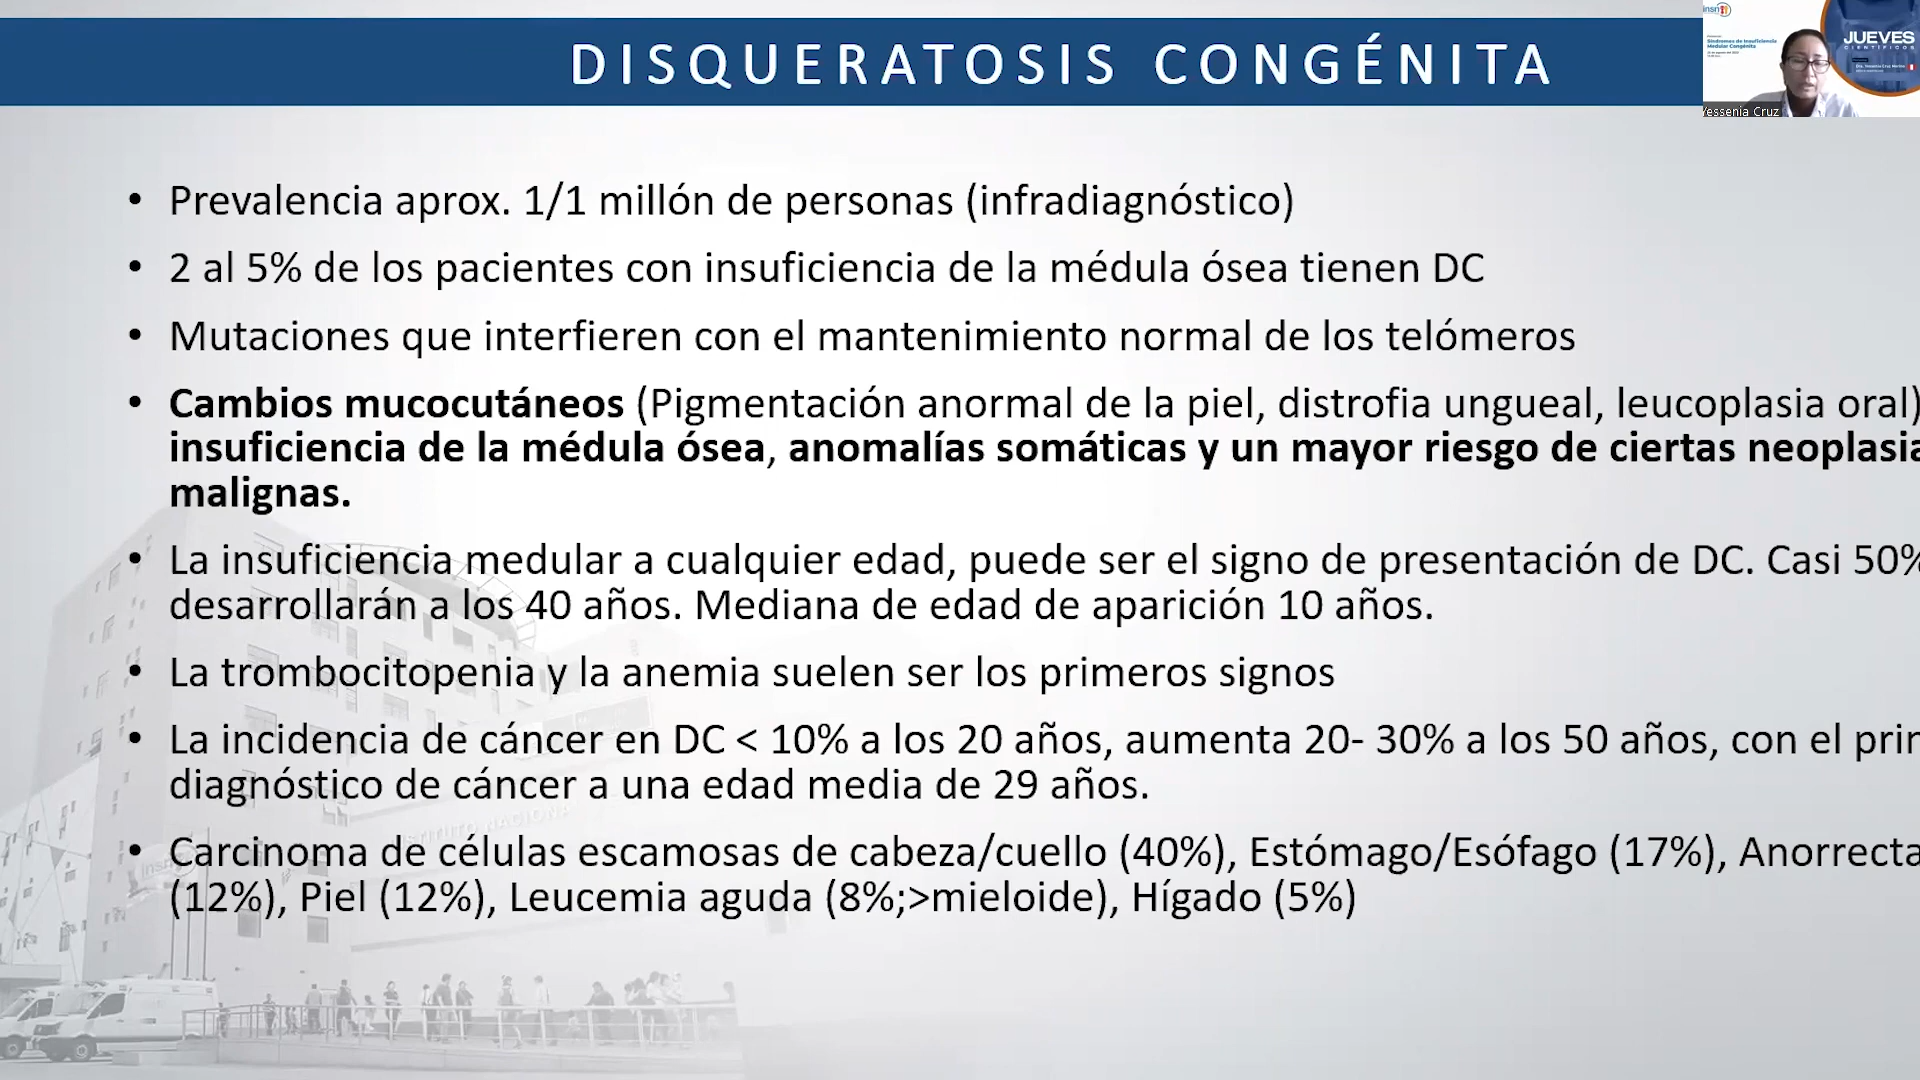 DISQUERATOSIS CONGÉNITA
insn
Síndromes de Insuficiencia
Medular Congénita
JUEVES
CIENTÍFICOS
Yessenia Cruz
• Prevalencia aprox. 1/1 millón de personas (infradiagnóstico)
• 2 al 5% de los pacientes con insuficiencia de la médula ósea tienen DC
• Mutaciones que interfieren con el mantenimiento normal de los telómeros
• Cambios mucocutáneos (Pigmentación anormal de la piel, distrofia ungueal, leucoplasia oral)
insuficiencia de la médula ósea, anomalías somáticas y un mayor riesgo de ciertas neoplasia
malignas.
• La insuficiencia medular a cualquier edad, puede ser el signo de presentación de DC. Casi 50%
desarrollarán a los 40 años. Mediana de edad de aparición 10 años.
• La trombocitopenia y la anemia suelen ser los primeros signos
• La incidencia de cáncer en DC < 10% a los 20 años, aumenta 20- 30% a los 50 años, con el prim
diagnóstico de cáncer a una edad media de 29 años.
• Carcinoma de células escamosas de cabeza/cuello (40%), Estómago/Esófago (17%), Anorrecta
(12%), Piel (12%), Leucemia aguda (8%;>mieloide), Hígado (5%)